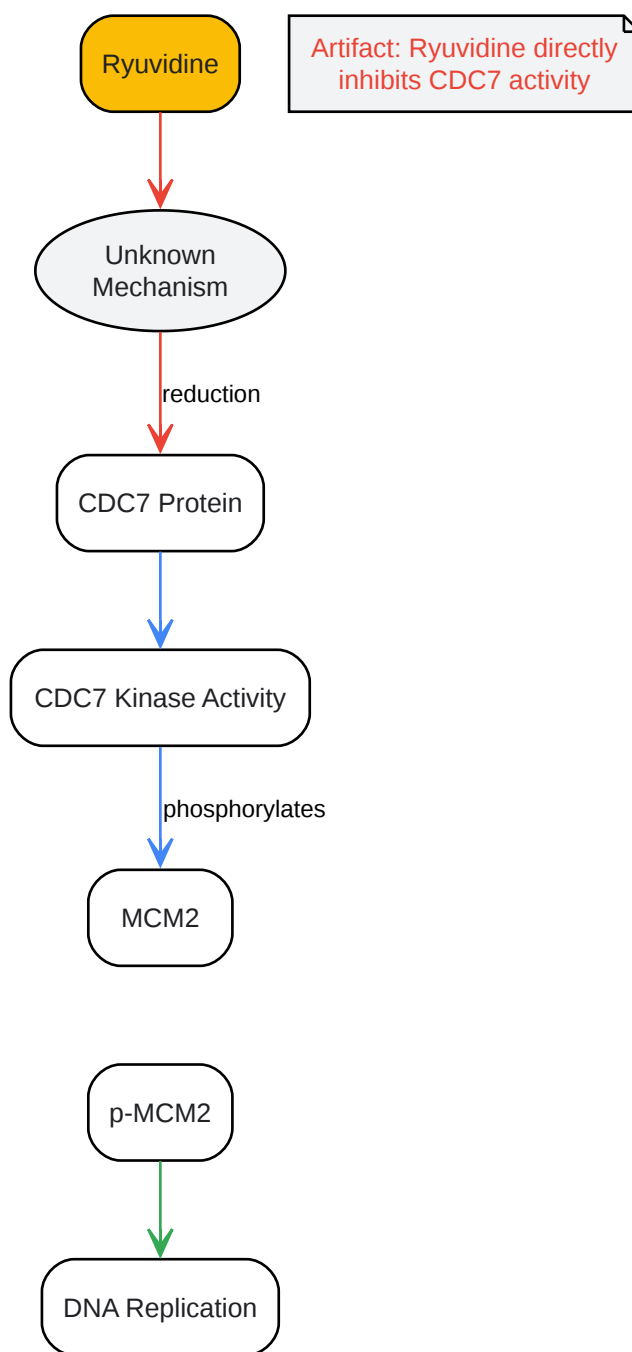 Ryuvidine
Artifact: Ryuvidine directly
inhibits CDC7 activity
Unknown
Mechanism
reduction
CDC7 Protein
CDC7 Kinase Activity
phosphorylates
MCM2
p-MCM2
DNA Replication